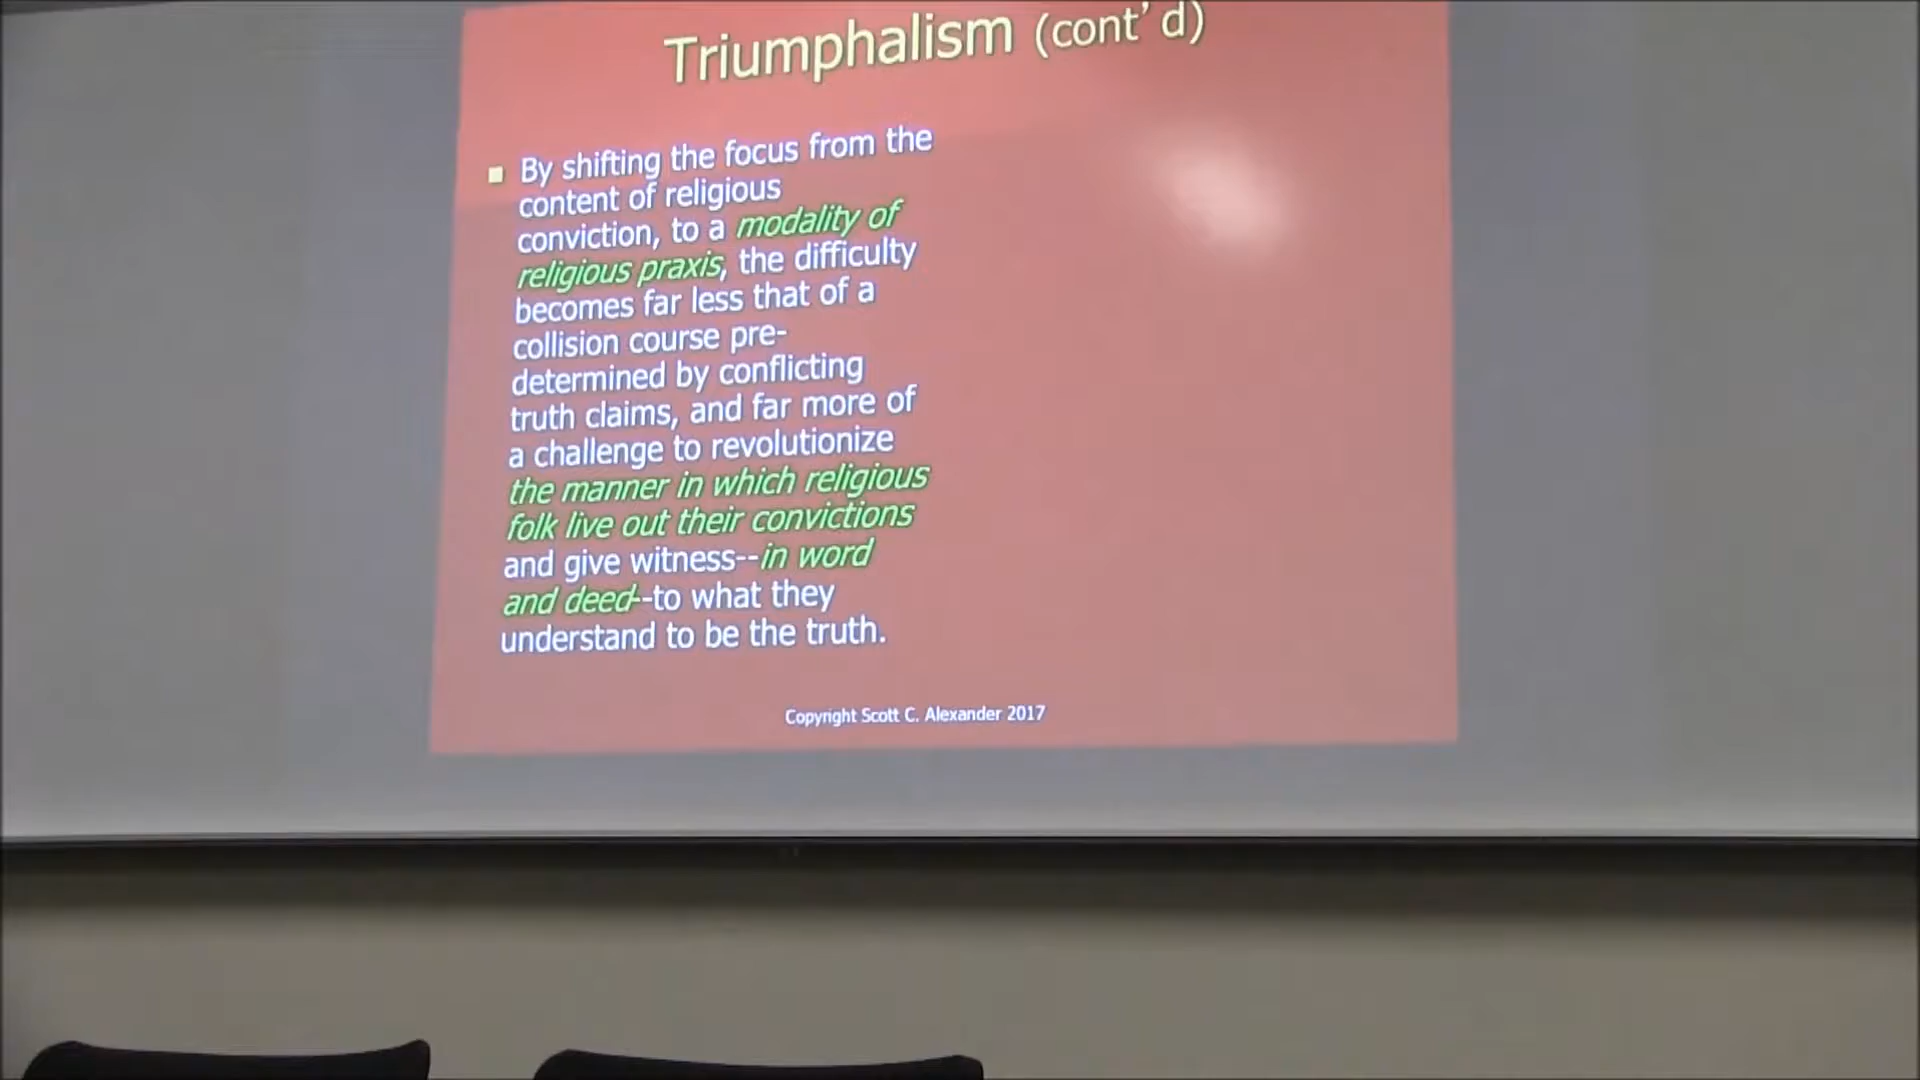 Triumphalism (cont'd)
By shifting the focus from the
content of religious
conviction, to a modality of
religious praxis, the difficulty
becomes far less that of a
collision course pre-
determined by conflicting
truth claims, and far more of
a challenge to revolutionize
the manner in which religious
folk live out their convictions
and give witness--in word
and deed--to what they
understand to be the truth.
Copyright Scott C. Alexander 2017